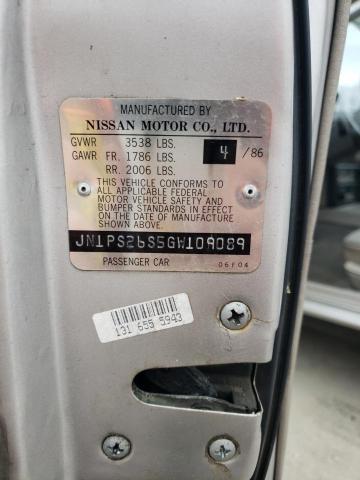 MANUFACTURED BY
NISSAN MOTOR CO., LTD.
GVWR 3538 LBS.
GAWR FR. 1786 LBS. 4 / 86
RR. 2006 LBS.
THIS VEHICLE CONFORMS TO
ALL APPLICABLE FEDERAL
MOTOR VEHICLE SAFETY AND
BUMPER STANDARDS IN EFFECT
ON THE DATE OF MANUFACTURE
SHOWN ABOVE.
JN1PS26S5GW109089
PASSENGER CAR 06F04
131 655 5943